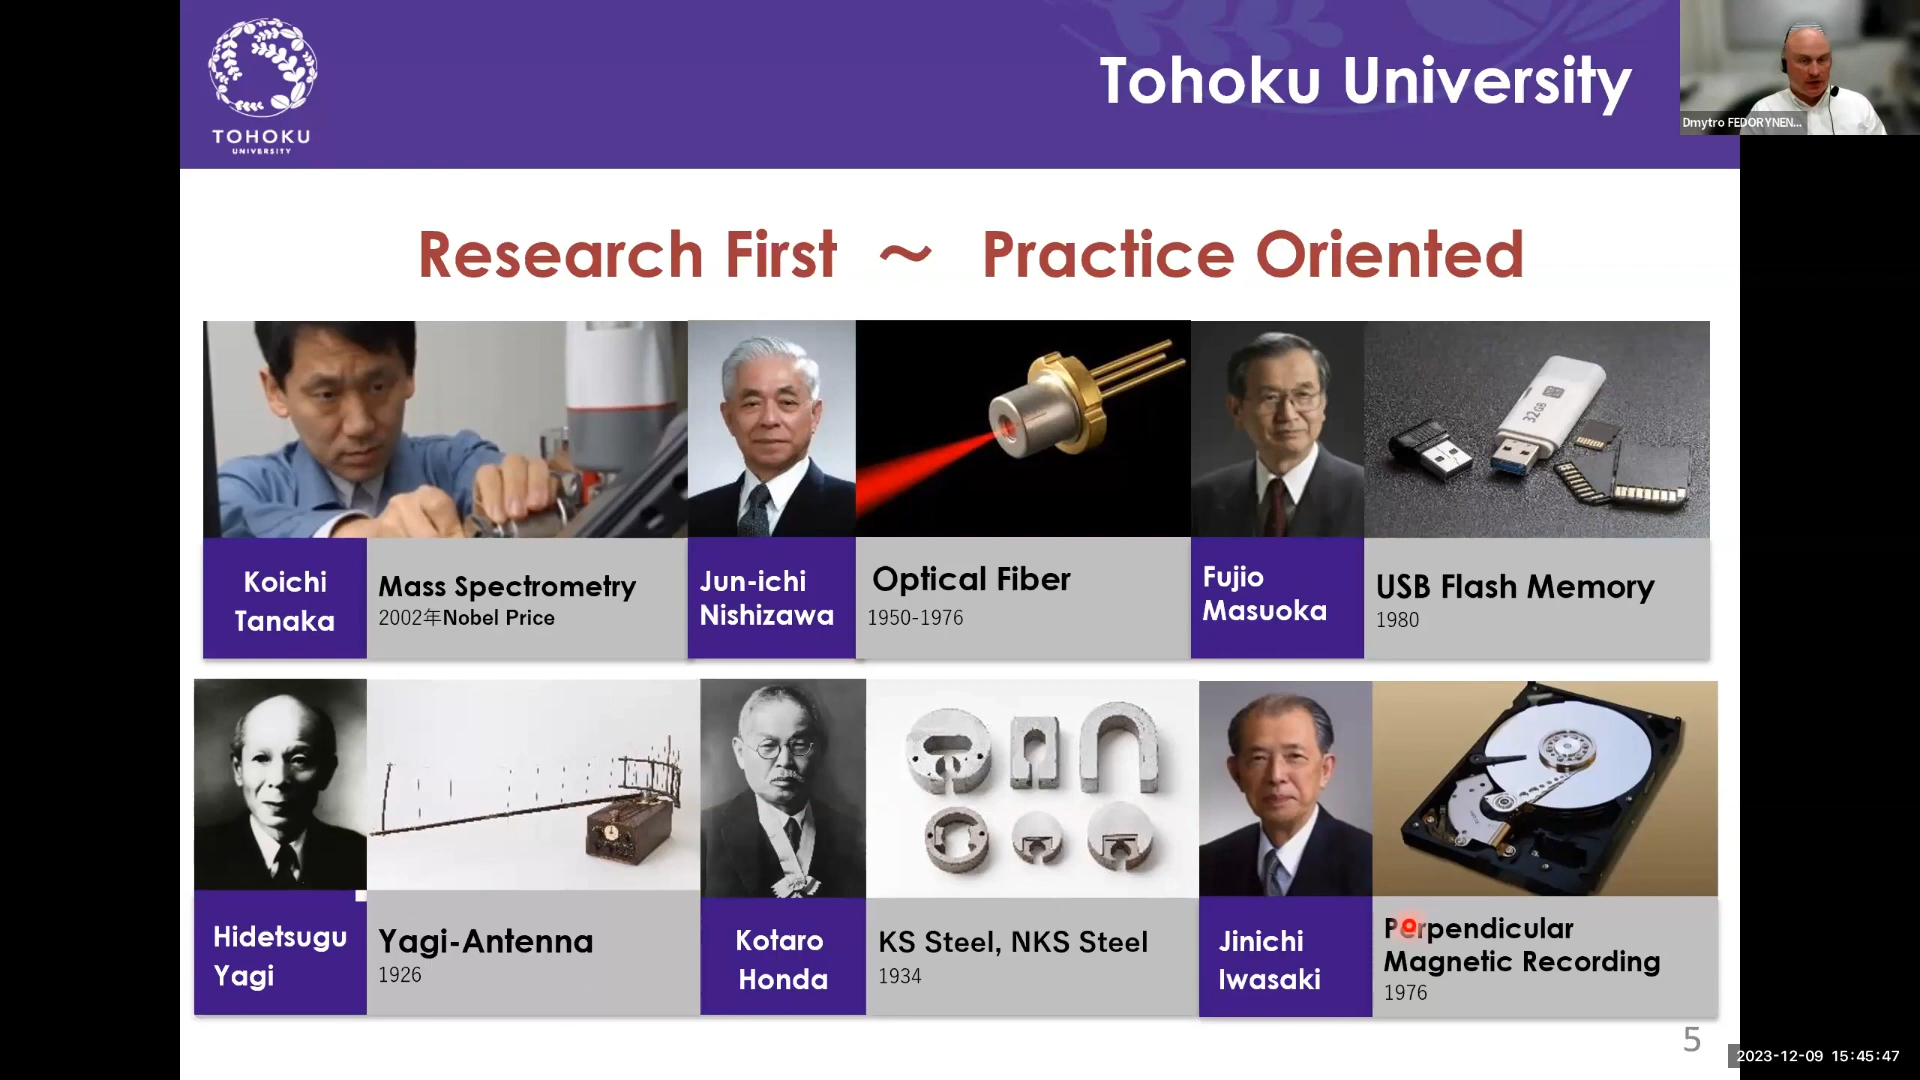 TOHOKU
UNIVERSITY
Tohoku University
Dmytro FEDORYNEN...
Research First ～ Practice Oriented
32GB
Koichi
Tanaka
Mass Spectrometry
2002年Nobel Price
Jun-ichi
Nishizawa
Optical Fiber
1950-1976
Fujio
Masuoka
USB Flash Memory
1980
Hidetsugu
Yagi
Yagi-Antenna
1926
Kotaro
Honda
KS Steel, NKS Steel
1934
Jinichi
Iwasaki
Perpendicular
Magnetic Recording
1976
5
2023-12-09 15:45:47